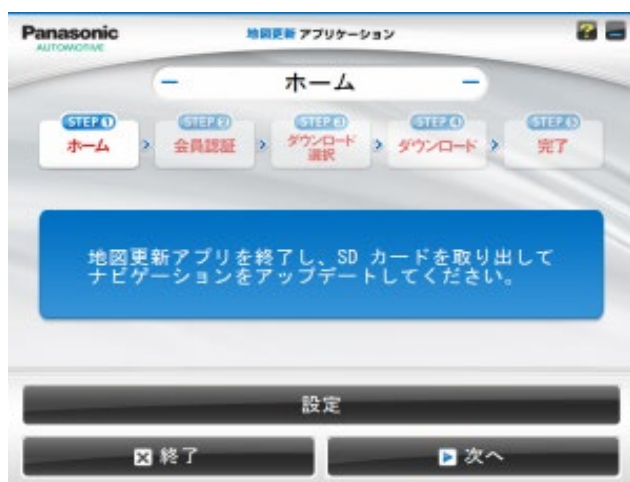 Panasonic
AUTOMOTIVE
地図更新 アプリケーション
?
ホーム
STEP 1
ホーム
STEP 2
会員認証
STEP 3
ダウンロード
選択
STEP 4
ダウンロード
STEP 5
完了
地図更新アプリを終了し、SD カードを取り出して
ナビゲーションをアップデートしてください。
設定
終了
次へ